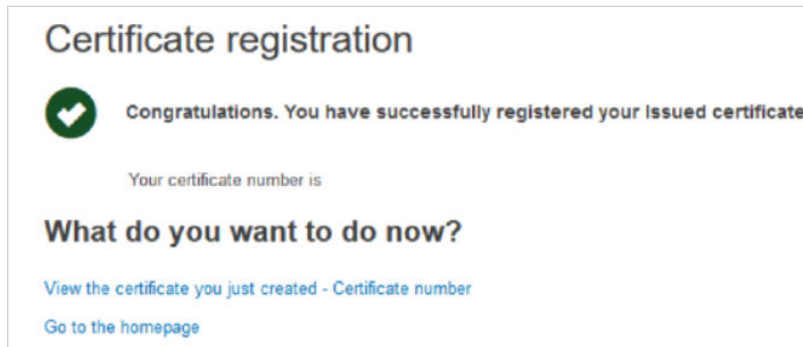 Certificate registration
Congratulations. You have successfully registered your Issued certificate
Your certificate number is
What do you want to do now?
View the certificate you just created - Certificate number
Go to the homepage